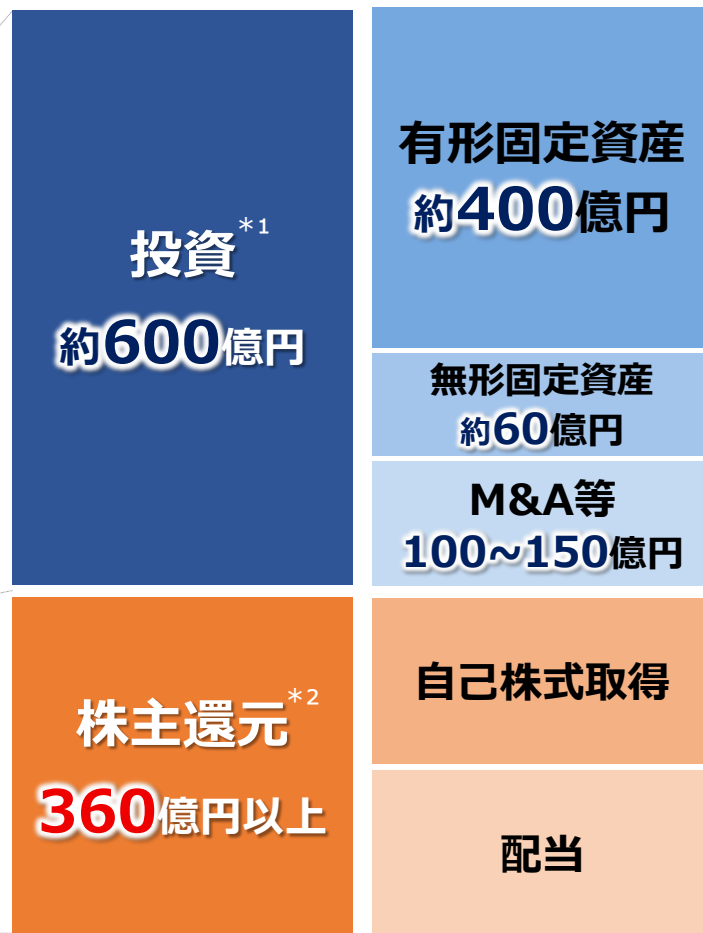 投資＊1
約600億円
有形固定資産
約400億円
無形固定資産
約60億円
M&A等
100~150億円
株主還元＊2
360億円以上
自己株式取得
配当